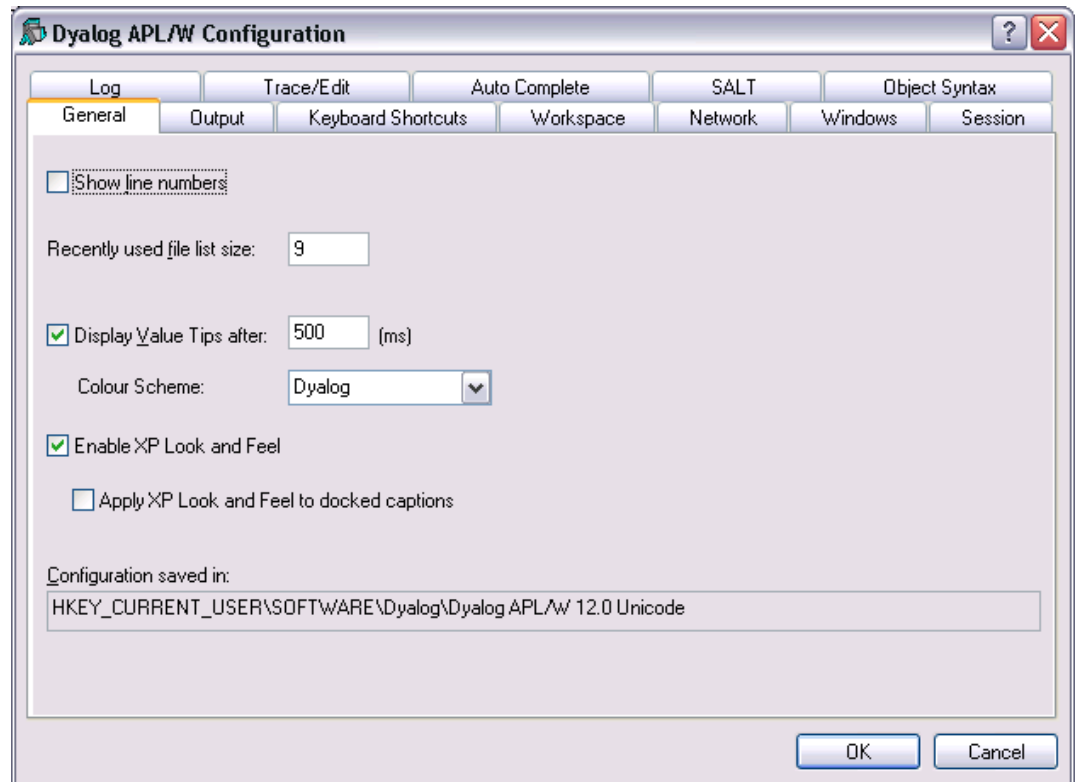 Dyalog APL/W Configuration
Log Trace/Edit Auto Complete SALT Object Syntax
General Output Keyboard Shortcuts Workspace Network Windows Session
Show line numbers
Recently used file list size: 9
Display Value Tips after: 500 (ms)
Colour Scheme: Dyalog
Enable XP Look and Feel
Apply XP Look and Feel to docked captions
Configuration saved in:
HKEY_CURRENT_USER\SOFTWARE\Dyalog\Dyalog APL/W 12.0 Unicode
OK Cancel